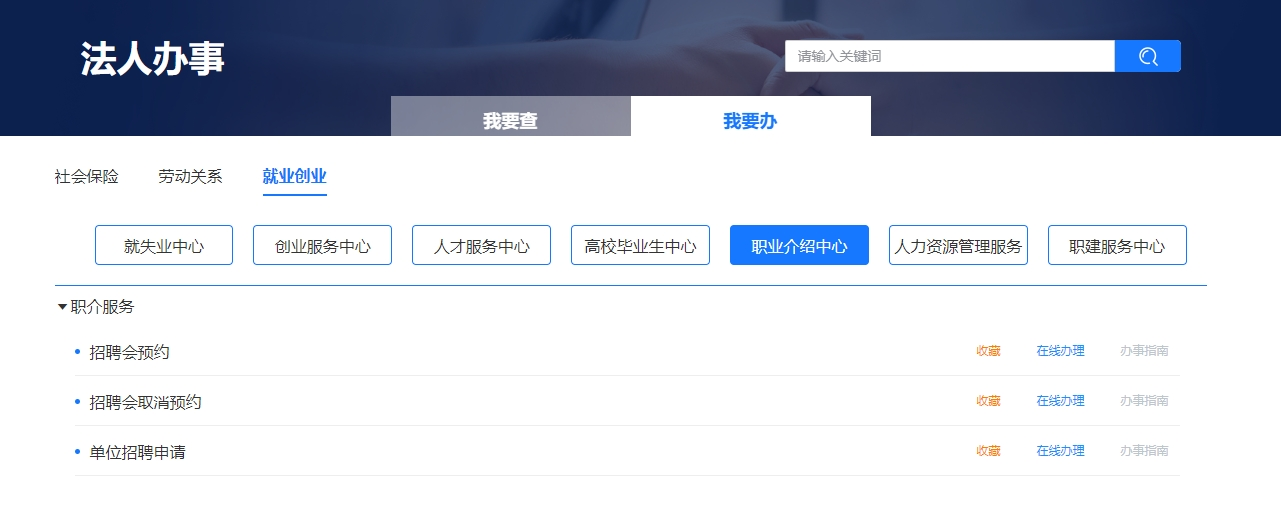 法人办事
请输入关键词
我要查 我要办
社会保险 劳动关系 就业创业
就失业中心 创业服务中心 人才服务中心 高校毕业生中心 职业介绍中心 人力资源管理服务 职建服务中心
职介服务
招聘会预约 收藏 在线办理 办事指南
招聘会取消预约 收藏 在线办理 办事指南
单位招聘申请 收藏 在线办理 办事指南